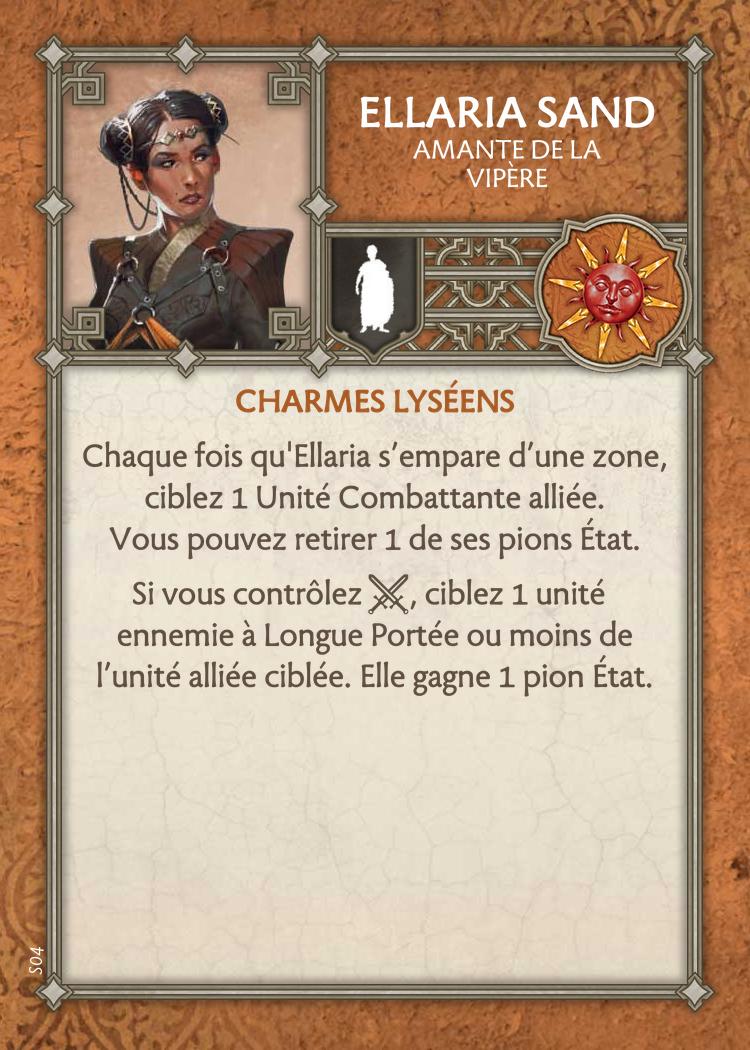 ELLARIA SAND
AMANTE DE LA
VIPÈRE
CHARMES LYSÉENS
Chaque fois qu'Ellaria s’empare d’une zone,
ciblez 1 Unité Combattante alliée.
Vous pouvez retirer 1 de ses pions État.
Si vous contrôlez , ciblez 1 unité
ennemie à Longue Portée ou moins de
l’unité alliée ciblée. Elle gagne 1 pion État.
S04